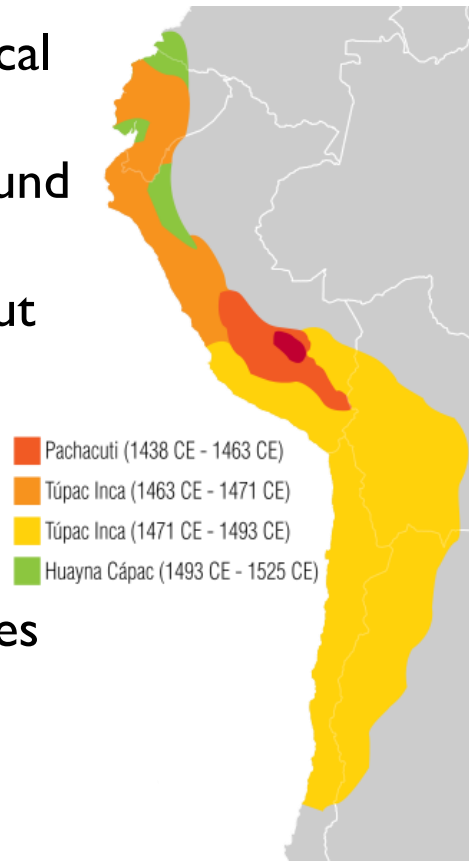 cal
und
ut
Pachacuti (1438 CE - 1463 CE)
Túpac Inca (1463 CE - 1471 CE)
Túpac Inca (1471 CE - 1493 CE)
Huayna Cápac (1493 CE - 1525 CE)
es